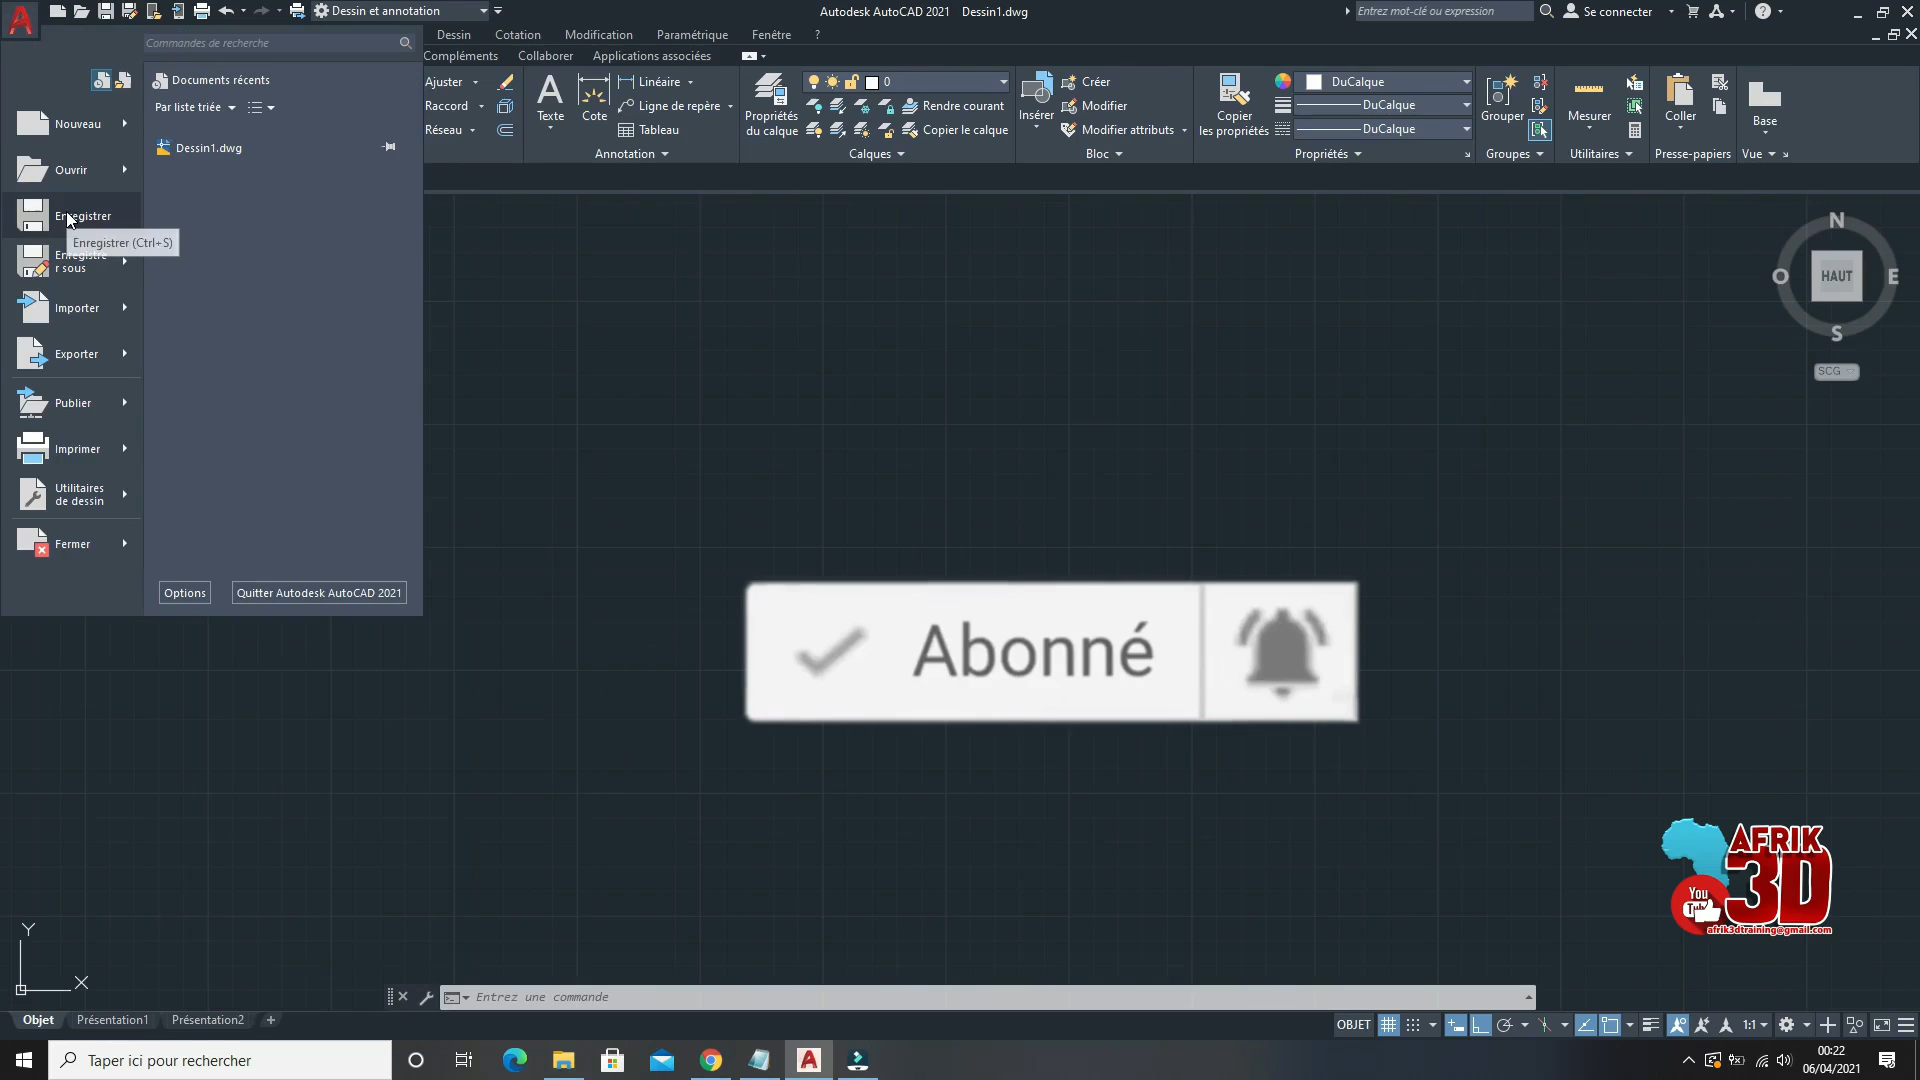 Dessin et annotation
Autodesk AutoCAD 2021 Dessin1.dwg
Entrez mot-clé ou expression
Se connecter
Commandes de recherche
Dessin Cotation Modification Paramétrique Fenêtre ?
Compléments Collaborer Applications associées
Documents récents
Par liste triée
Dessin1.dwg
Nouveau
Ouvrir
Enregistrer
Enregistrer (Ctrl+S)
Enregistre
r sous
Importer
Exporter
Publier
Imprimer
Utilitaires
de dessin
Fermer
Options
Quitter Autodesk AutoCAD 2021
Ajuster
Raccord
Réseau
Texte
Cote
Linéaire
Ligne de repère
Tableau
Annotation
Propriétés
du calque
0
Rendre courant
Copier le calque
Calques
Insérer
Créer
Modifier
Modifier attributs
Bloc
Copier
les propriétés
DuCalque
DuCalque
DuCalque
Propriétés
Grouper
Groupes
Mesurer
Utilitaires
Coller
Presse-papiers
Base
Vue
N
O HAUT E
S
SCG
Abonné
AFRIK
3D
You
Tub
afrik3dtraining@gmail.com
Y
X
Entrez une commande
Objet Présentation1 Présentation2 +
OBJET
1:1
Taper ici pour rechercher
00:22
06/04/2021